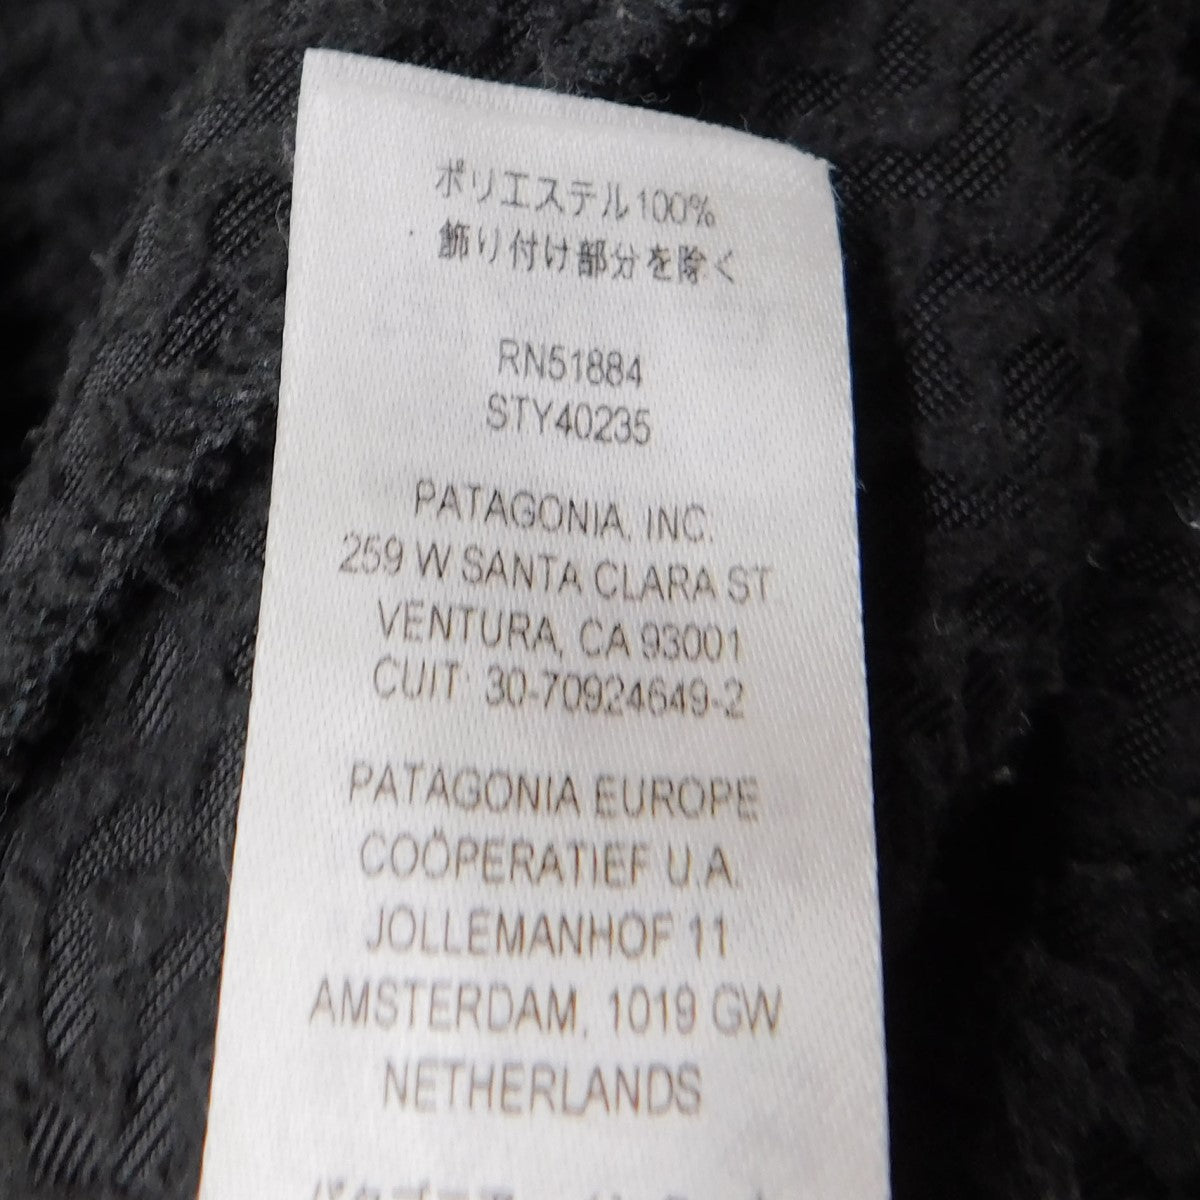 ポリエステル100%
飾り付け部分を除く
RN51884
STY40235
PATAGONIA, INC.
259 W SANTA CLARA ST
VENTURA, CA 93001
CUIT: 30-70924649-2
PATAGONIA EUROPE
COÖPERATIEF U.A.
JOLLEMANHOF 11
AMSTERDAM, 1019 GW
NETHERLANDS